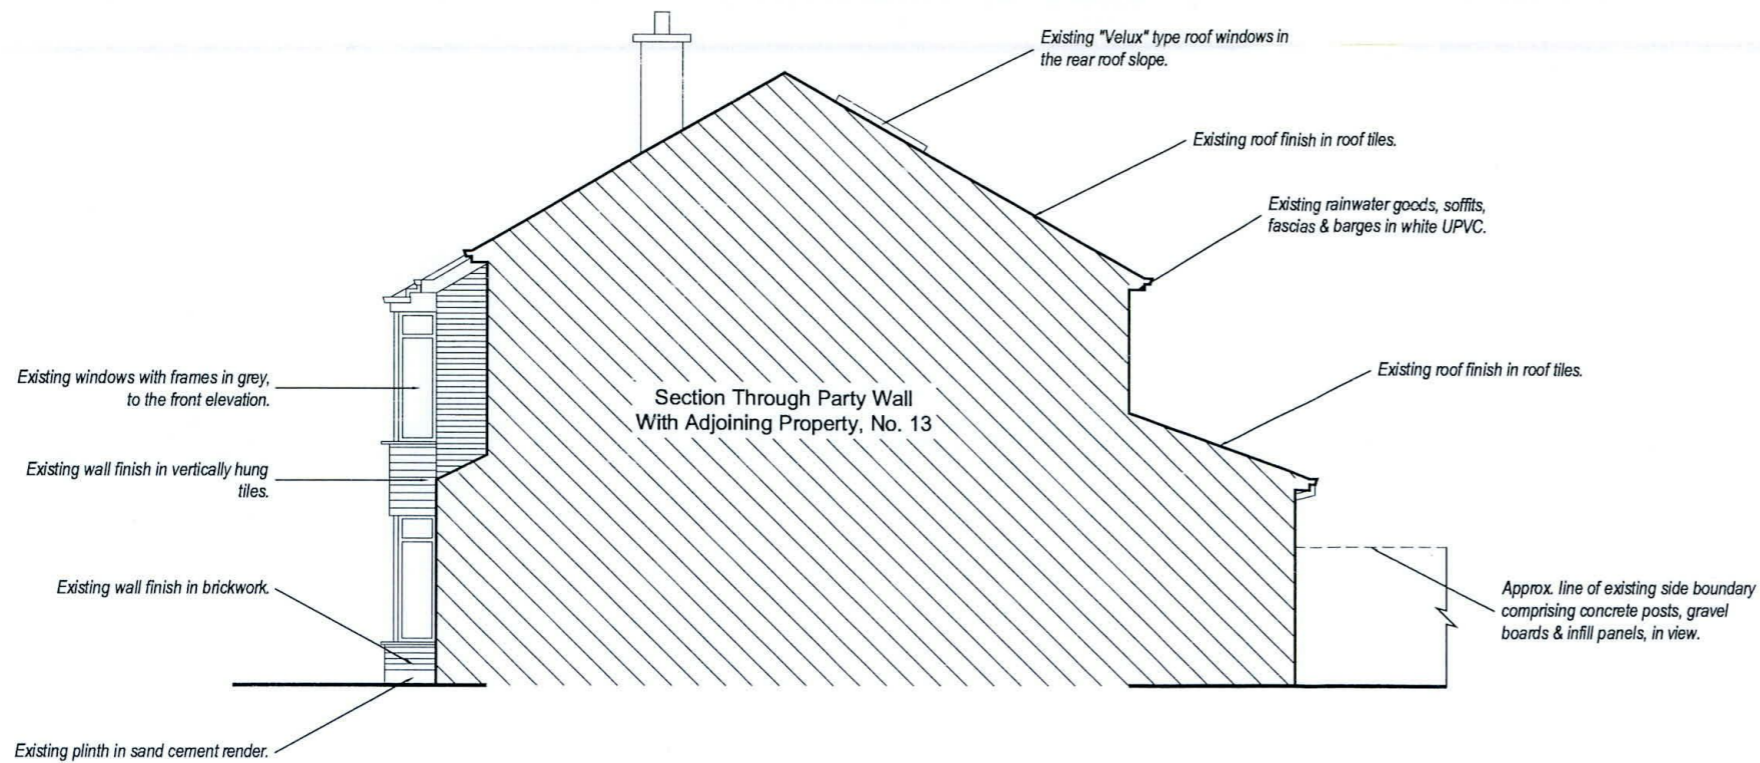 Existing "Velux" type roof windows in
the rear roof slope.
Existing roof finish in roof tiles.
Existing rainwater goods, soffits,
fascias & barges in white UPVC.
Existing windows with frames in grey,
to the front elevation.
Section Through Party Wall
With Adjoining Property, No. 13
Existing roof finish in roof tiles.
Existing wall finish in vertically hung
tiles.
Existing wall finish in brickwork.
Approx. line of existing side boundary
comprising concrete posts, gravel
boards & infill panels, in view.
Existing plinth in sand cement render.